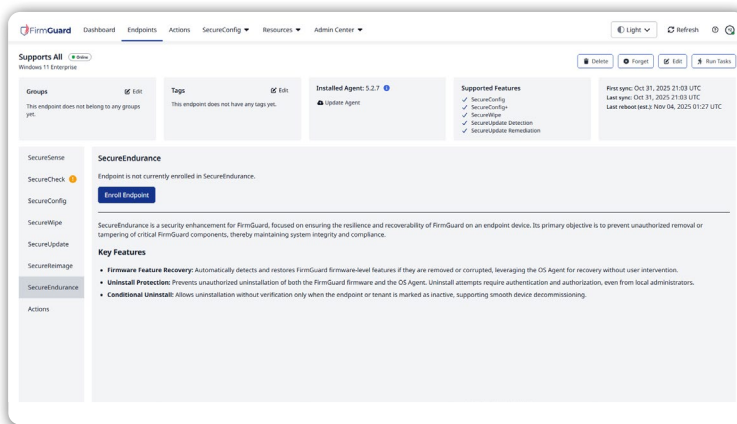 FirmGuard
Dashboard Endpoints Actions SecureConfig Resources Admin Center
Light Refresh
Supports All Online
Windows 11 Enterprise
Delete Forget Edit Run Tasks
Groups Edit
This endpoint does not belong to any groups
yet.
Tags Edit
This endpoint does not have any tags yet.
Installed Agent: 5.2.7
Update Agent
Supported Features
SecureConfig
SecureConfig+
SecureWipe
SecureUpdate Detection
SecureUpdate Remediation
First sync: Oct 31, 2025 21:03 UTC
Last sync: Oct 31, 2025 21:03 UTC
Last reboot (est.): Nov 04, 2025 01:27 UTC
SecureSense
SecureCheck
SecureConfig
SecureWipe
SecureUpdate
SecureReimage
SecureEndurance
Actions
SecureEndurance
Endpoint is not currently enrolled in SecureEndurance.
Enroll Endpoint
SecureEndurance is a security enhancement for FirmGuard, focused on ensuring the resilience and recoverability of FirmGuard on an endpoint device. Its primary objective is to prevent unauthorized removal or
tampering of critical FirmGuard components, thereby maintaining system integrity and compliance.
Key Features
• Firmware Feature Recovery: Automatically detects and restores FirmGuard firmware-level features if they are removed or corrupted, leveraging the OS Agent for recovery without user intervention.
• Uninstall Protection: Prevents unauthorized uninstallation of both the FirmGuard firmware and the OS Agent. Uninstall attempts require authentication and authorization, even from local administrators.
• Conditional Uninstall: Allows uninstallation without verification only when the endpoint or tenant is marked as inactive, supporting smooth device decommissioning.